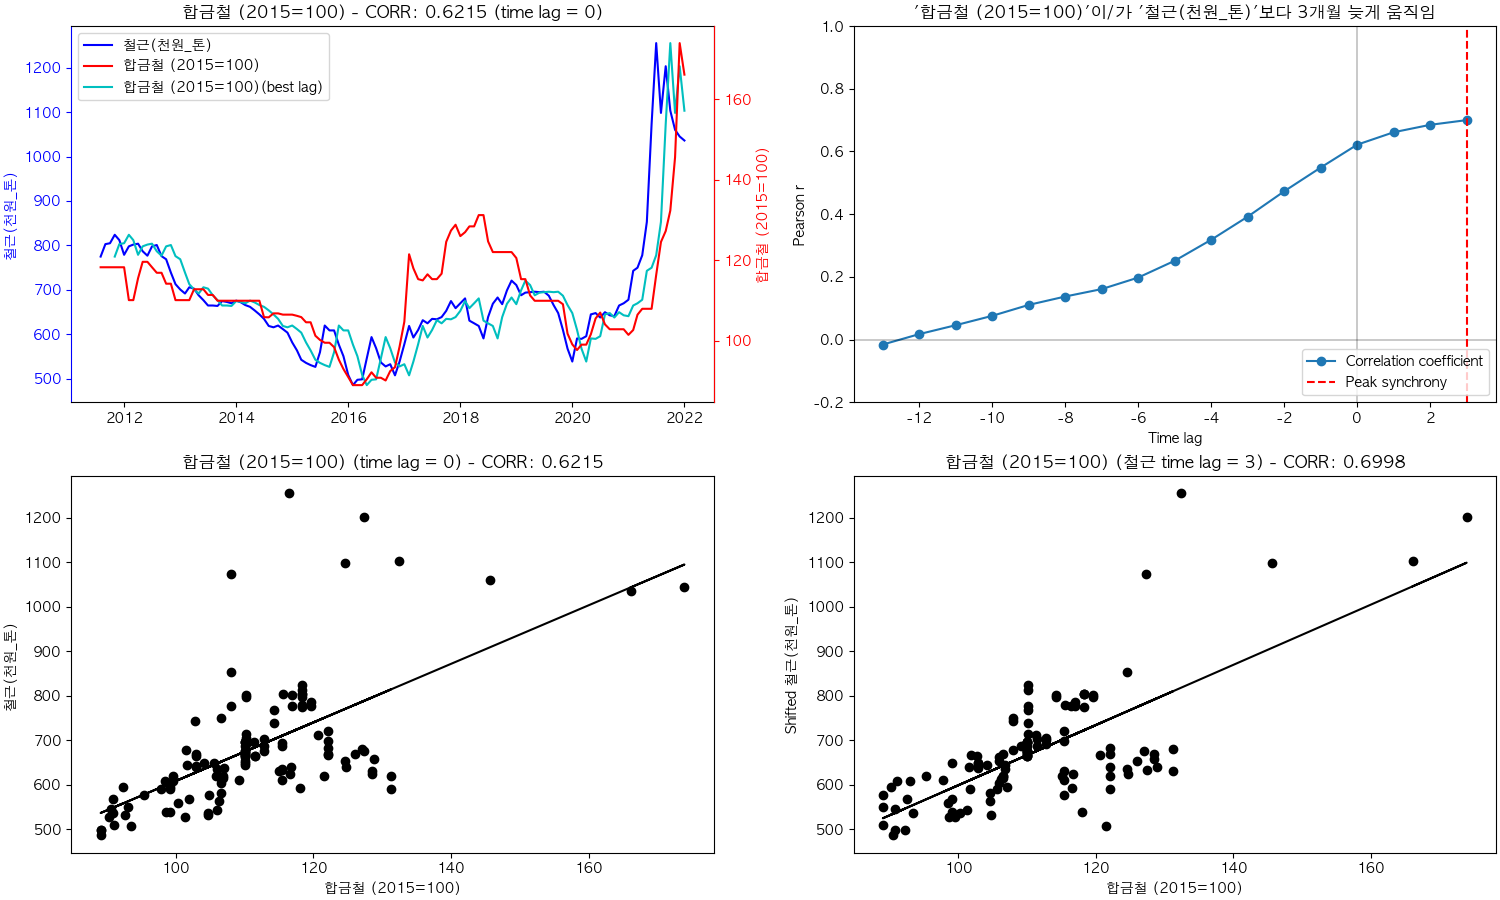 합금철 (2015=100) - CORR: 0.6215 (time lag = 0)
철근(천원_톤)
합금철 (2015=100)
합금철 (2015=100)(best lag)
1200
1100
1000
900
800
700
600
500
철근(천원_톤)
160
140
120
100
합금철 (2015=100)
2012 2014 2016 2018 2020 2022
'합금철 (2015=100)'이/가 '철근(천원_톤)'보다 3개월 늦게 움직임
1.0
0.8
0.6
0.4
0.2
0.0
-0.2
Pearson r
Correlation coefficient
Peak synchrony
-12 -10 -8 -6 -4 -2 0 2
Time lag
합금철 (2015=100) (time lag = 0) - CORR: 0.6215
1200
1100
1000
900
800
700
600
500
철근(천원_톤)
100 120 140 160
합금철 (2015=100)
합금철 (2015=100) (철근 time lag = 3) - CORR: 0.6998
1200
1100
1000
900
800
700
600
500
Shifted 철근(천원_톤)
100 120 140 160
합금철 (2015=100)